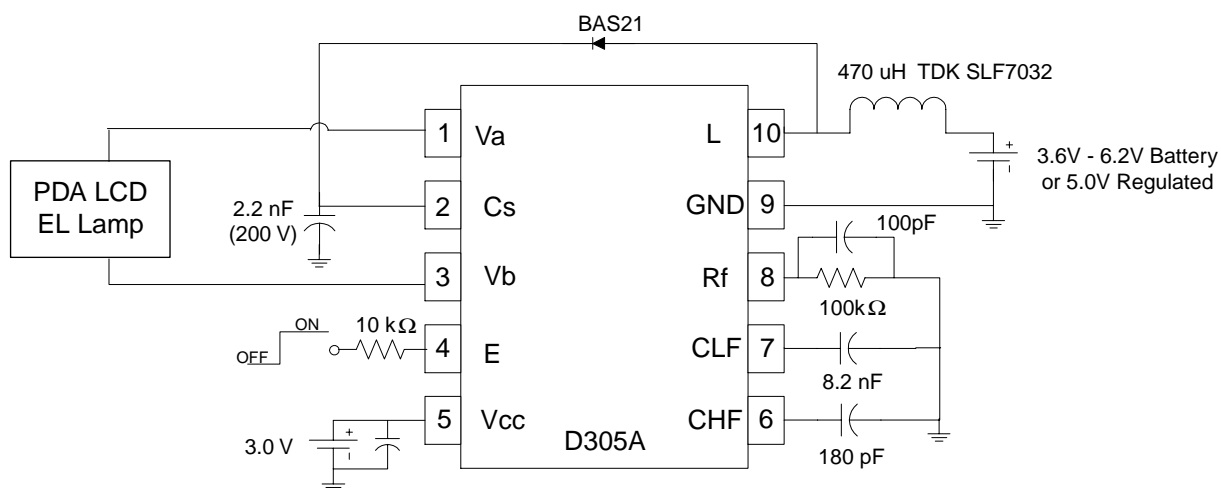 BAS21
470 uH  TDK SLF7032
1
Va
L
10
3.6V - 6.2V Battery
or 5.0V Regulated
+
-
PDA LCD
EL Lamp
2.2 nF
(200 V)
2
Cs
GND
9
100pF
3
Vb
Rf
8
100kΩ
ON
OFF
10 kΩ
4
E
CLF
7
8.2 nF
5
Vcc
CHF
6
3.0 V
+
-
D305A
180 pF